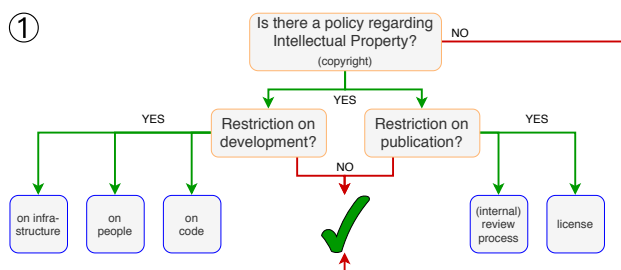 ①
Is there a policy regarding
Intellectual Property?
(copyright)
NO
YES
Restriction on
development?
Restriction on
publication?
YES
NO
YES
on infra-
structure
on
people
on
code
(internal)
review
process
license